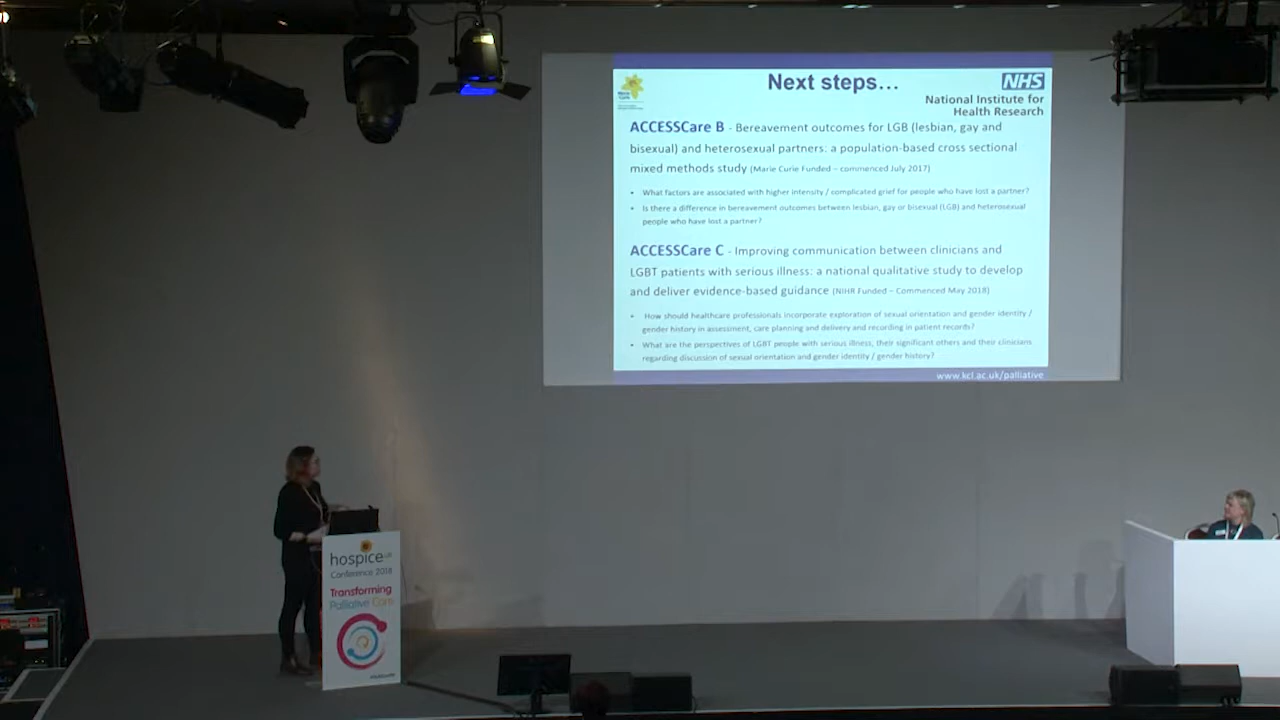 Next steps...
NHS
National Institute for
Health Research
ACCESSCare B - Bereavement outcomes for LGB (lesbian, gay and
bisexual) and heterosexual partners: a population-based cross sectional
mixed methods study (Marie Curie Funded – commenced July 2017)
• What factors are associated with higher intensity / complicated grief for people who have lost a partner?
• Is there a difference in bereavement outcomes between lesbian, gay or bisexual (LGB) and heterosexual
people who have lost a partner?
ACCESSCare C - Improving communication between clinicians and
LGBT patients with serious illness: a national qualitative study to develop
and deliver evidence-based guidance (NIHR Funded – Commenced May 2018)
• How should healthcare professionals incorporate exploration of sexual orientation and gender identity /
gender history in assessment, care planning and delivery and recording in patient records?
• What are the perspectives of LGBT people with serious illness, their significant others and their clinicians
regarding discussion of sexual orientation and gender identity / gender history?
www.kcl.ac.uk/palliative
hospice UK
Conference 2018
Transforming
Palliative Care